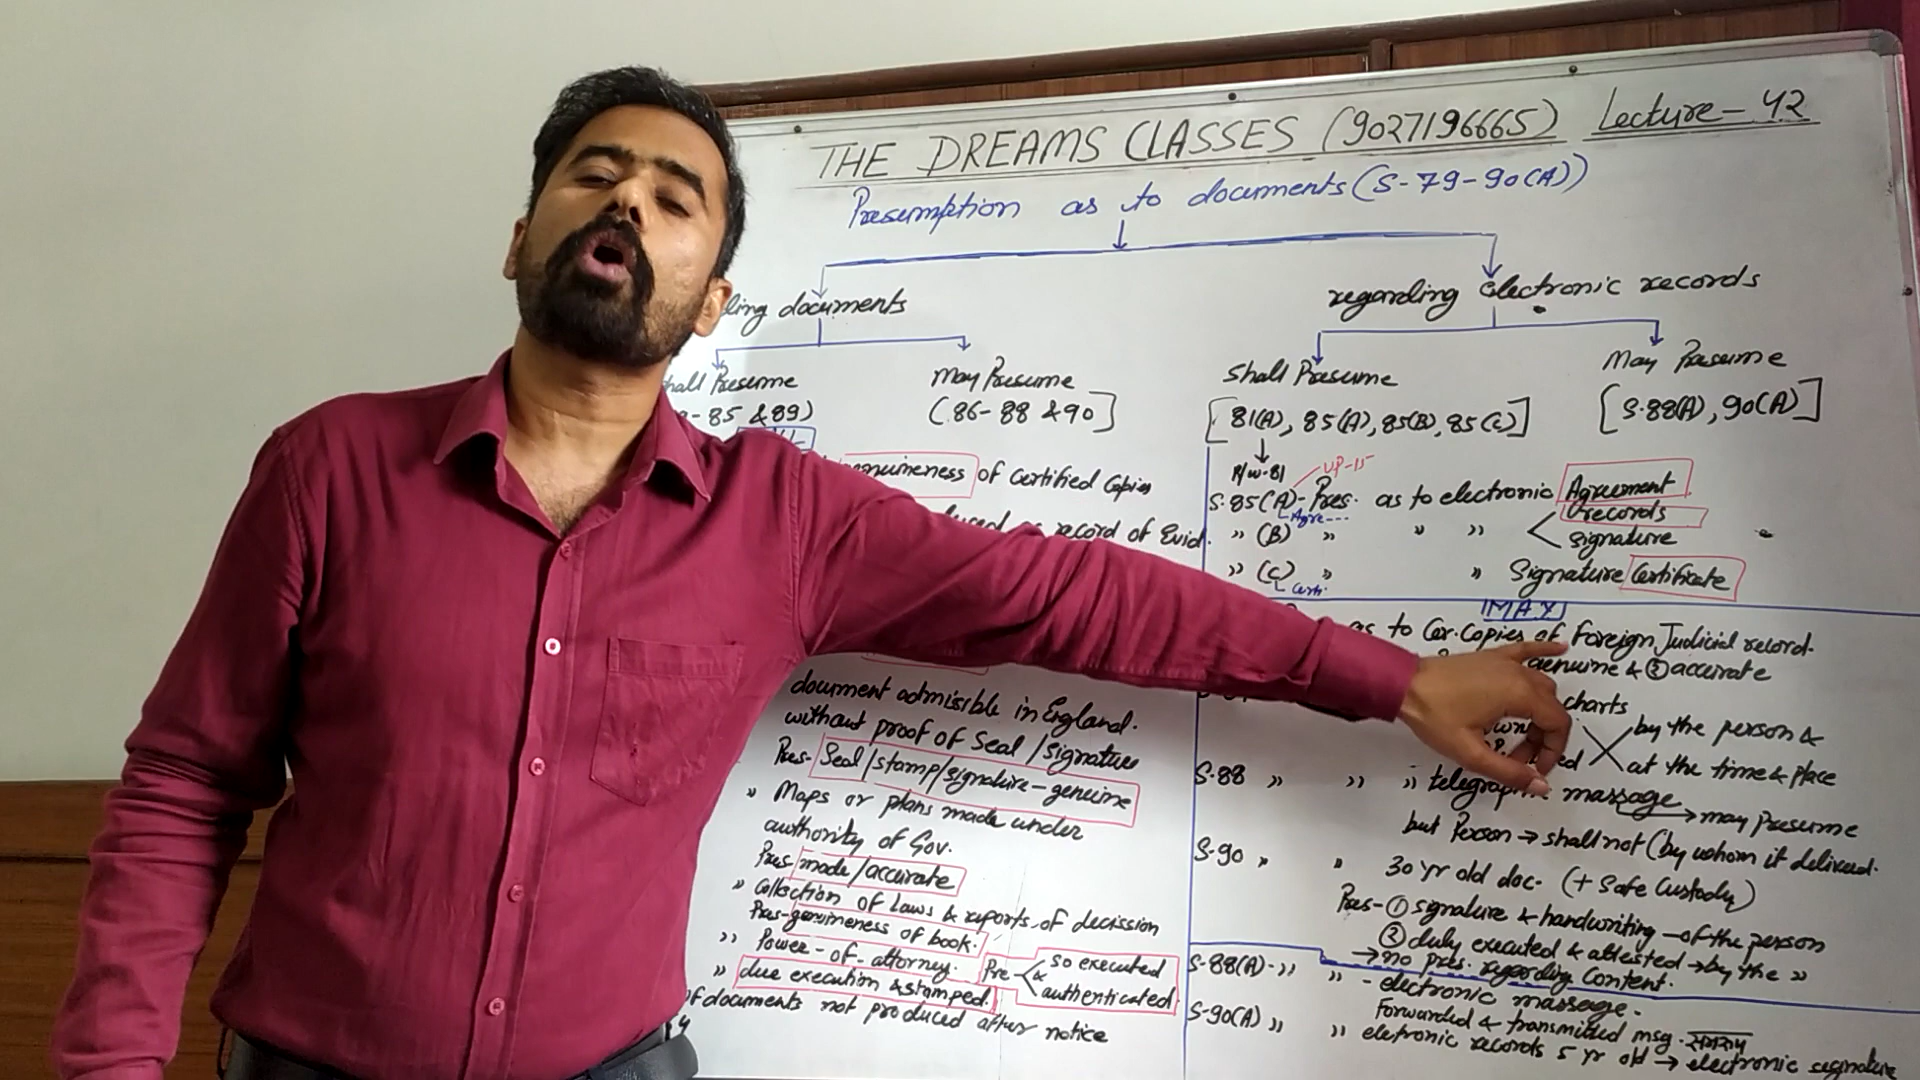 THE DREAMS CLASSES (9027196665) Lecture-42
Presumption as to documents (S-79-90(A))
ding documents
regarding electronic records
hall Presume
May Presume
Shall Presume
May Presume
-85 & 89)
(86-88 & 90]
[81(A), 85(A), 85(B), 85(C)]
[S.88(A), 90(A)]
genuineness of Certified Copies
record of Evid.
document admissible in England.
without proof of Seal/Signature
Pres- Seal/stamp/signature-genuine
" Maps or plans made under
authority of Gov.
Pres- made/accurate
" Collection of Laws & reports of decission
Pres- genuineness of book.
" Power-of-attorney.
Pre- so executed & authenticated
" due execution & stamped.
of documents not produced after notice
R/w-81
UP-15
S.85(A)- Pres. as to electronic Agreement
Agre---
" (B) " " " records
signature
" (C) " " Signature Certificate
Certi.
MAY
as to Cer. Copies of Foreign Judicial record.
genuine & ③ accurate
charts
by the person &
at the time & place
S.88 " " " telegraphic massage → may presume
but Person → shall not (by whom it delivered.
S-90 " " 30 yr old doc. (+ Safe Custody)
Pres- ① signature & handwriting - of the person
② duly executed & attested → by the "
→ no pres. regarding Content.
S-88(A)- " " - electronic massage.
Forwarded & transmitted msg.
S-90(A) " " eletronic records 5 yr old → electronic signature